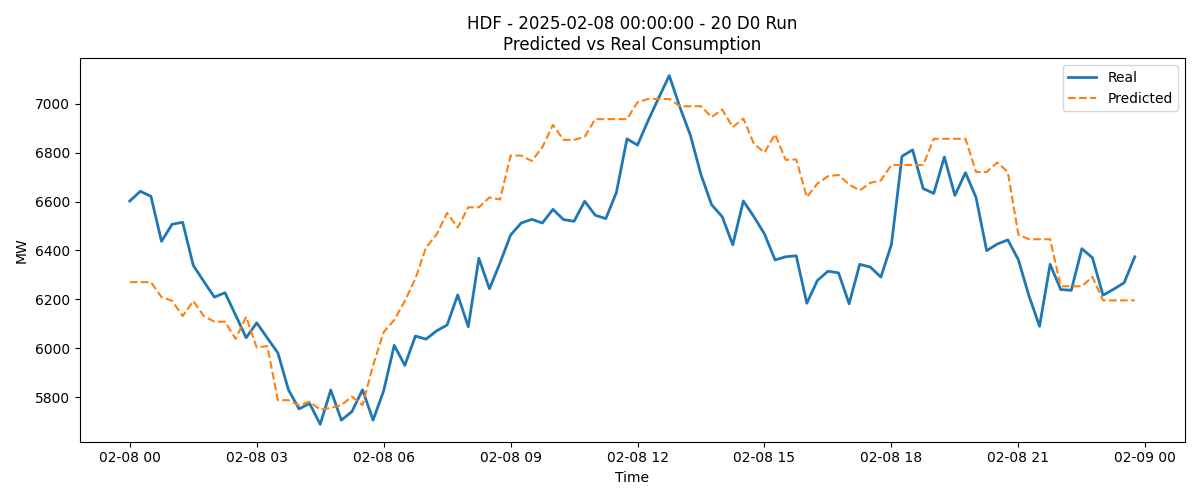 HDF - 2025-02-08 00:00:00 - 20 D0 Run
Predicted vs Real Consumption
Real
Predicted
MW
7000
6800
6600
6400
6200
6000
5800
02-08 00
02-08 03
02-08 06
02-08 09
02-08 12
02-08 15
02-08 18
02-08 21
02-09 00
Time